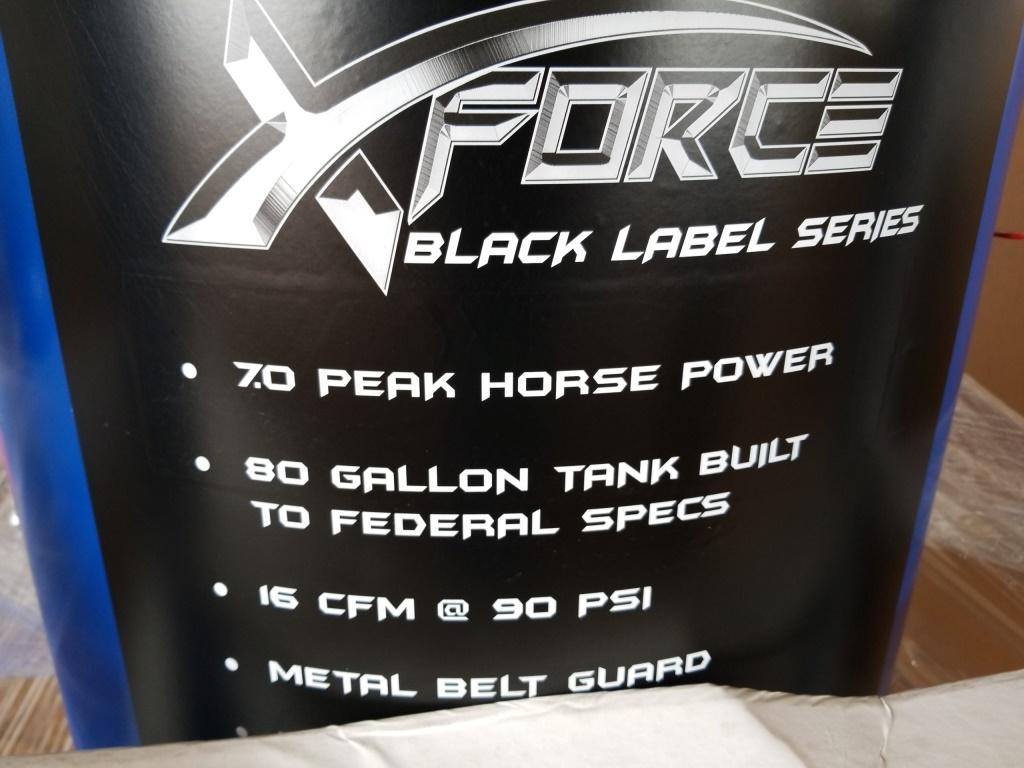 XFORCE
BLACK LABEL SERIES
• 7.0 PEAK HORSE POWER
• 80 GALLON TANK BUILT
TO FEDERAL SPECS
• 16 CFM @ 90 PSI
• METAL BELT GUARD